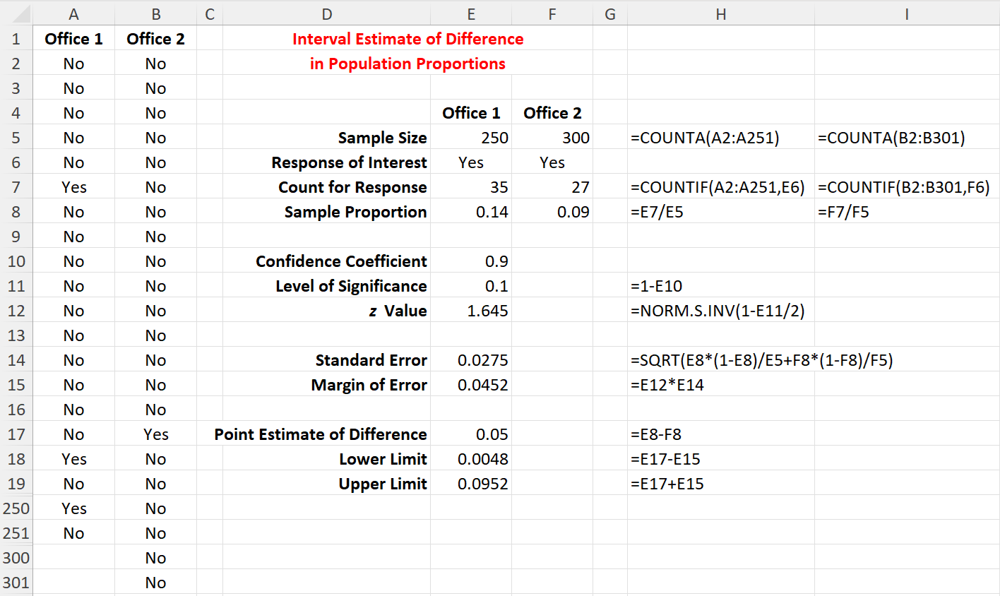 A B C D E F G H I
1 Office 1 Office 2 Interval Estimate of Difference
2 No No in Population Proportions
3 No No
4 No No Office 1 Office 2
5 No No Sample Size 250 300 =COUNTA(A2:A251) =COUNTA(B2:B301)
6 No No Response of Interest Yes Yes
7 Yes No Count for Response 35 27 =COUNTIF(A2:A251,E6) =COUNTIF(B2:B301,F6)
8 No No Sample Proportion 0.14 0.09 =E7/E5 =F7/F5
9 No No
10 No No Confidence Coefficient 0.9
11 No No Level of Significance 0.1 =1-E10
12 No No z Value 1.645 =NORM.S.INV(1-E11/2)
13 No No
14 No No Standard Error 0.0275 =SQRT(E8*(1-E8)/E5+F8*(1-F8)/F5)
15 No No Margin of Error 0.0452 =E12*E14
16 No No
17 No Yes Point Estimate of Difference 0.05 =E8-F8
18 Yes No Lower Limit 0.0048 =E17-E15
19 No No Upper Limit 0.0952 =E17+E15
250 Yes No
251 No No
300 No
301 No